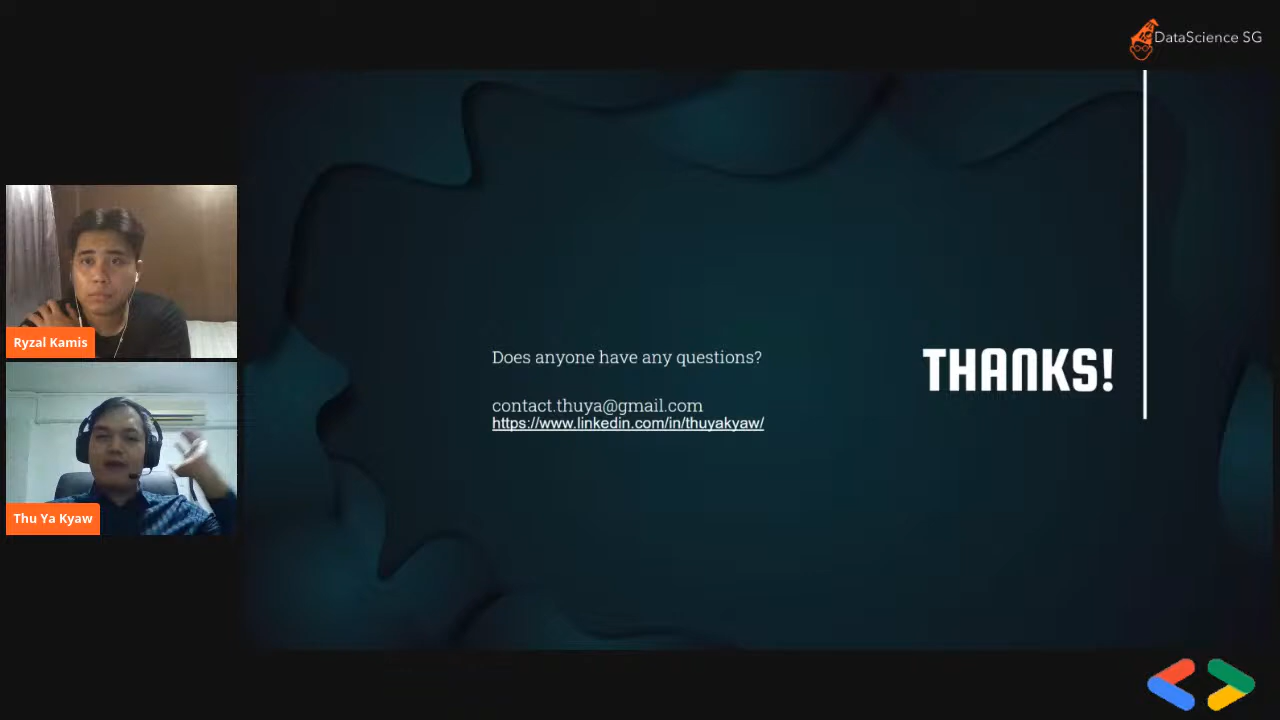 DataScience SG
Ryzal Kamis
Thu Ya Kyaw
Does anyone have any questions?
contact.thuya@gmail.com
https://www.linkedin.com/in/thuyakyaw/
THANKS!